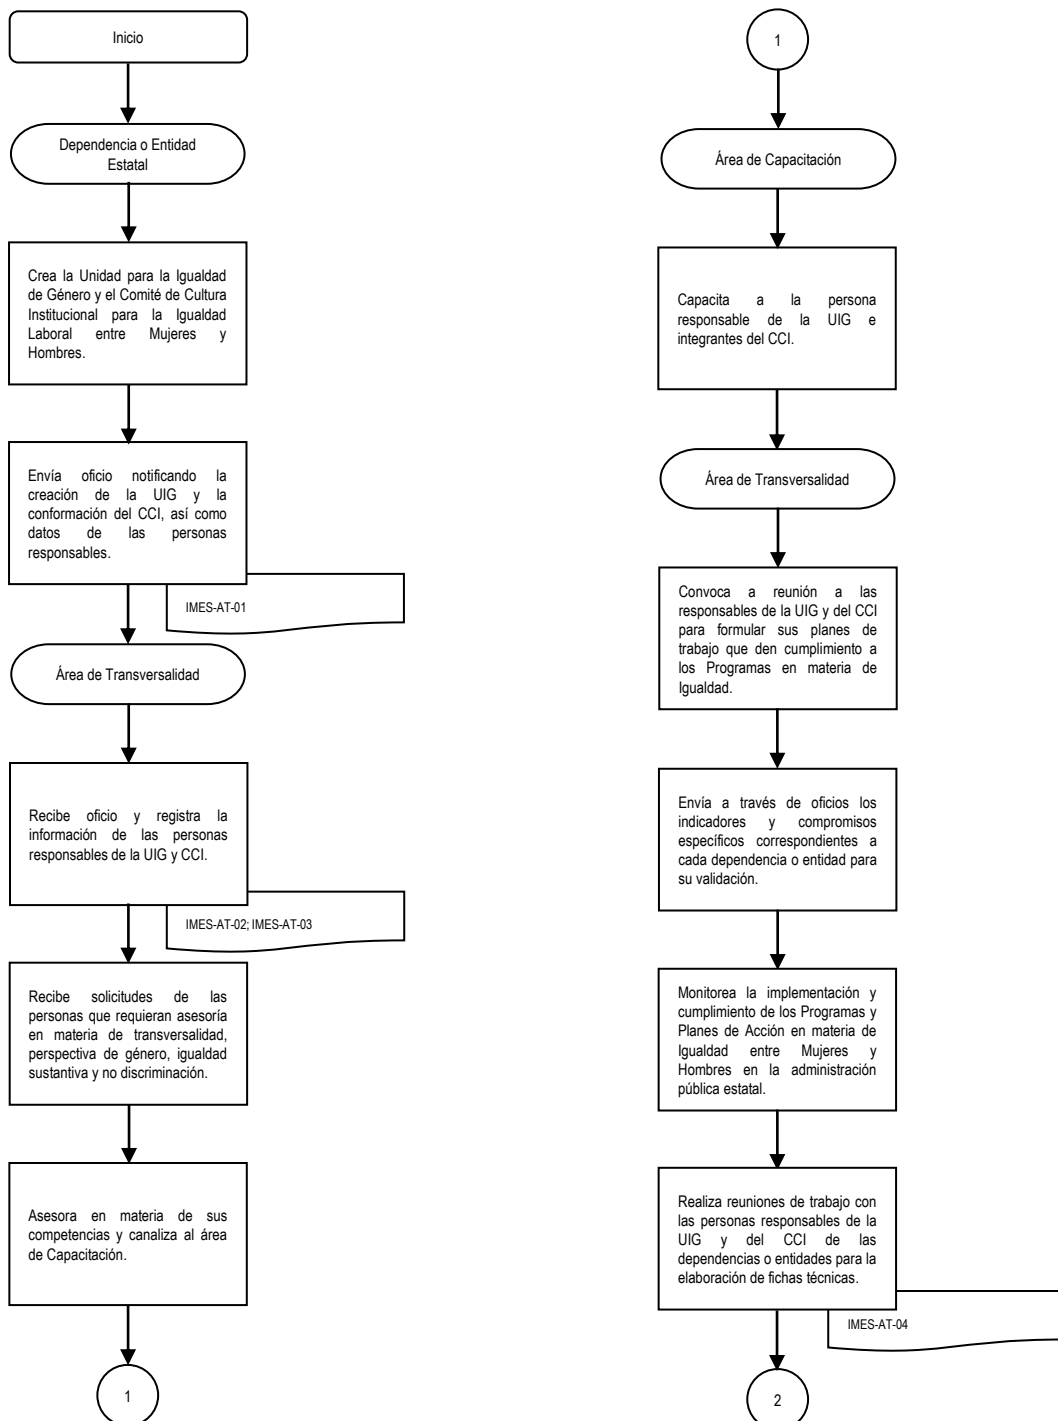 Inicio
Dependencia o Entidad
Estatal
Crea la Unidad para la Igualdad
de Género y el Comité de Cultura
Institucional para la Igualdad
Laboral entre Mujeres y
Hombres.
Envía oficio notificando la
creación de la UIG y la
conformación del CCI, así como
datos de las personas
responsables.
IMES-AT-01
Área de Transversalidad
Recibe oficio y registra la
información de las personas
responsables de la UIG y CCI.
IMES-AT-02; IMES-AT-03
Recibe solicitudes de las
personas que requieran asesoría
en materia de transversalidad,
perspectiva de género, igualdad
sustantiva y no discriminación.
Asesora en materia de sus
competencias y canaliza al área
de Capacitación.
1
1
Área de Capacitación
Capacita a la persona
responsable de la UIG e
integrantes del CCI.
Área de Transversalidad
Convoca a reunión a las
responsables de la UIG y del CCI
para formular sus planes de
trabajo que den cumplimiento a
los Programas en materia de
Igualdad.
Envía a través de oficios los
indicadores y compromisos
específicos correspondientes a
cada dependencia o entidad para
su validación.
Monitorea la implementación y
cumplimiento de los Programas y
Planes de Acción en materia de
Igualdad entre Mujeres y
Hombres en la administración
pública estatal.
Realiza reuniones de trabajo con
las personas responsables de la
UIG y del CCI de las
dependencias o entidades para la
elaboración de fichas técnicas.
IMES-AT-04
2